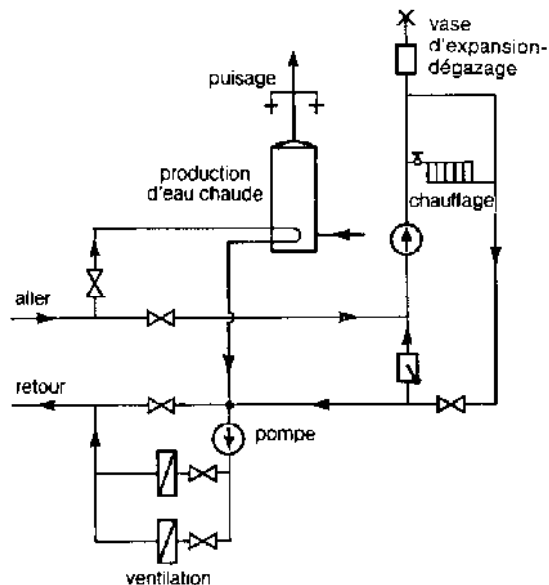 vase
d'expansion-
dégazage
puisage
production
d'eau chaude
chauffage
aller
retour
pompe
ventilation